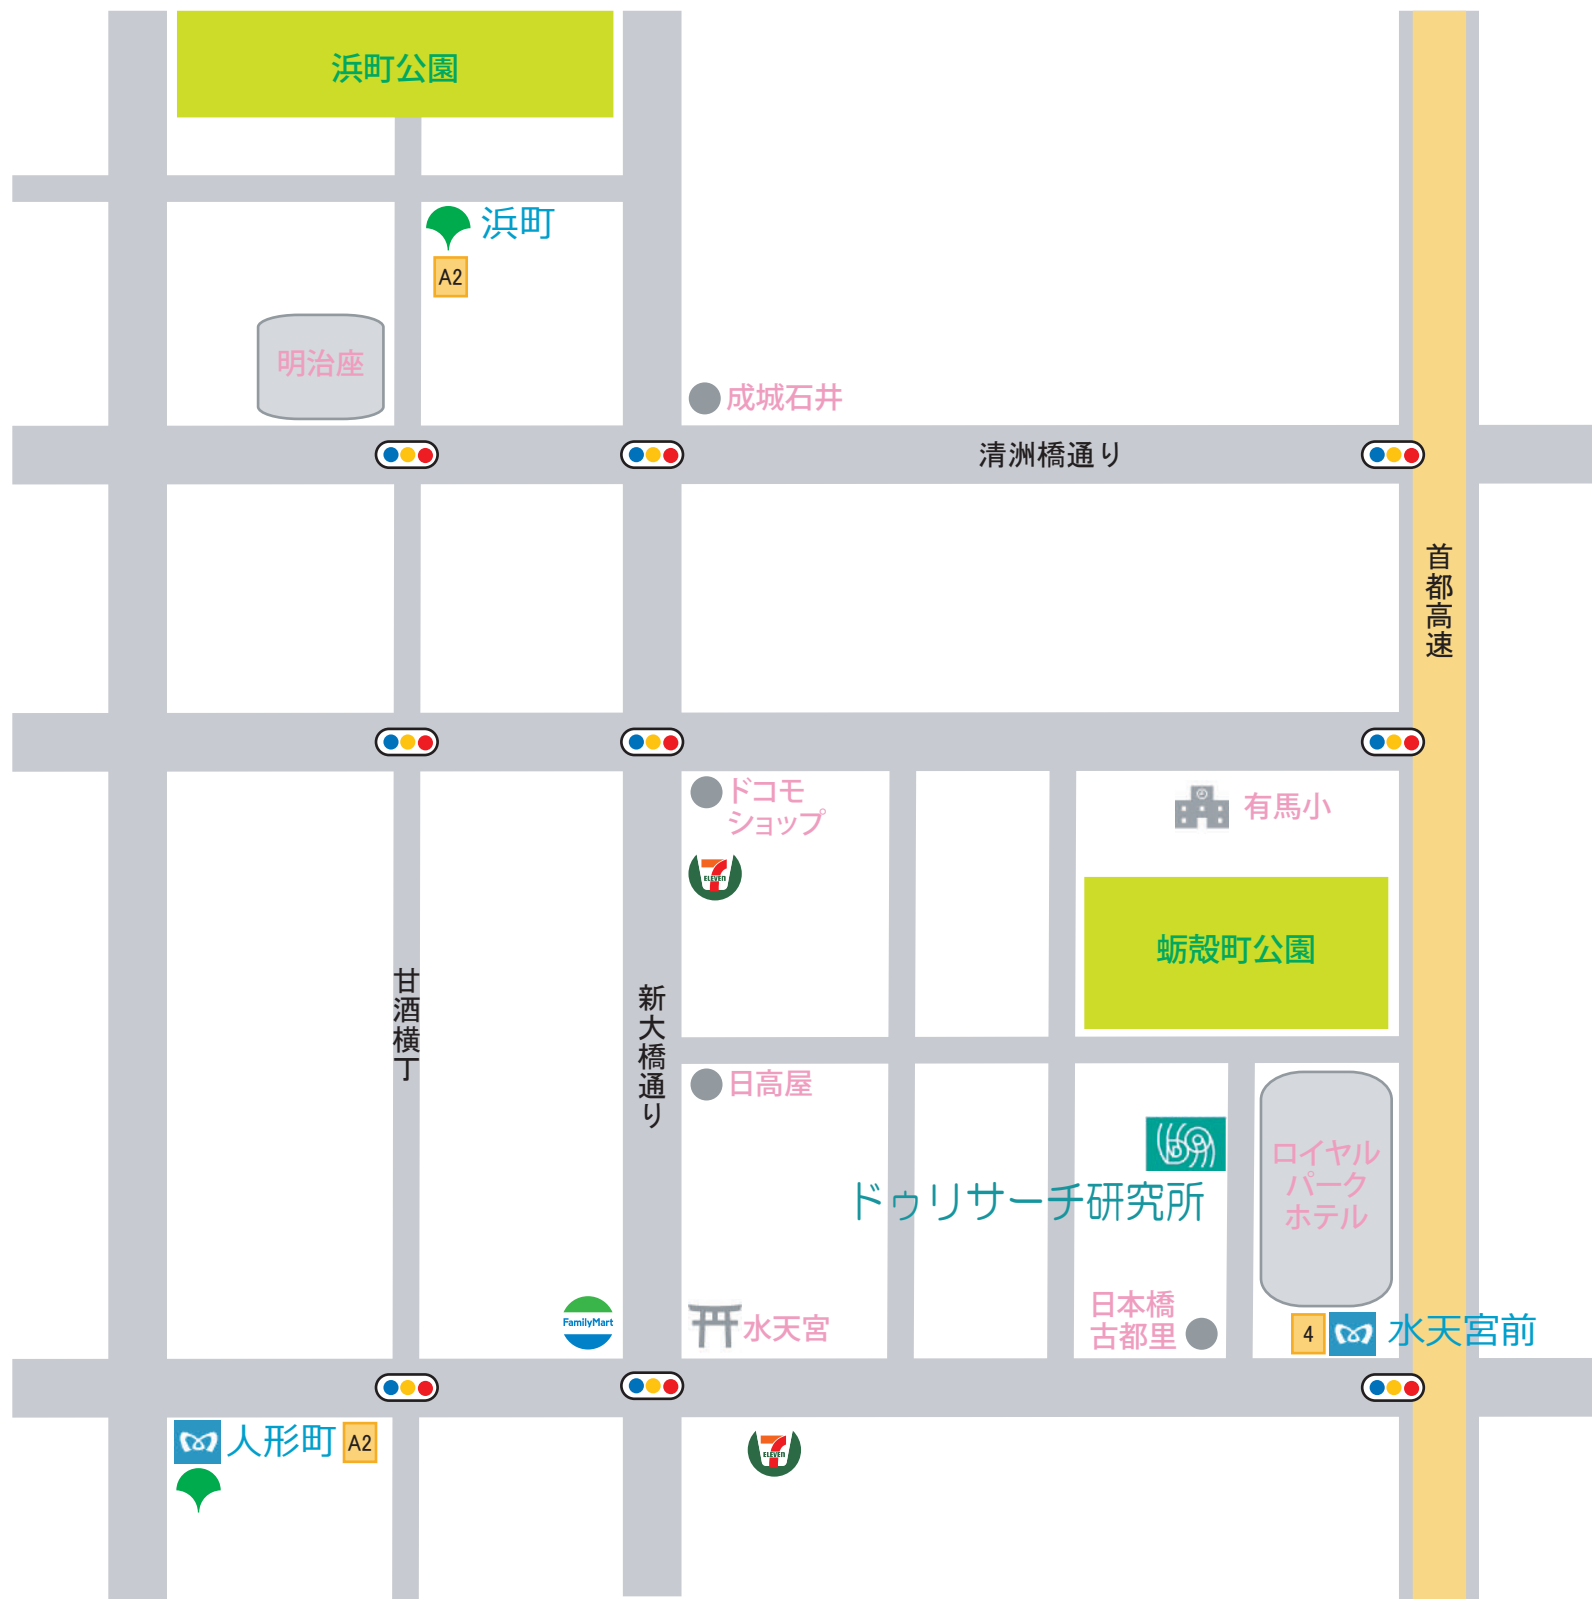 浜町公園
浜町
A2
明治座
成城石井
清洲橋通り
首都高速
ドコモ
ショップ
有馬小
7
ELEVEN
蛎殻町公園
甘酒横丁
新大橋通り
日高屋
ドゥリサーチ研究所
ロイヤル
パーク
ホテル
FamilyMart
水天宮
日本橋
古都里
4
水天宮前
人形町
A2
7
ELEVEN